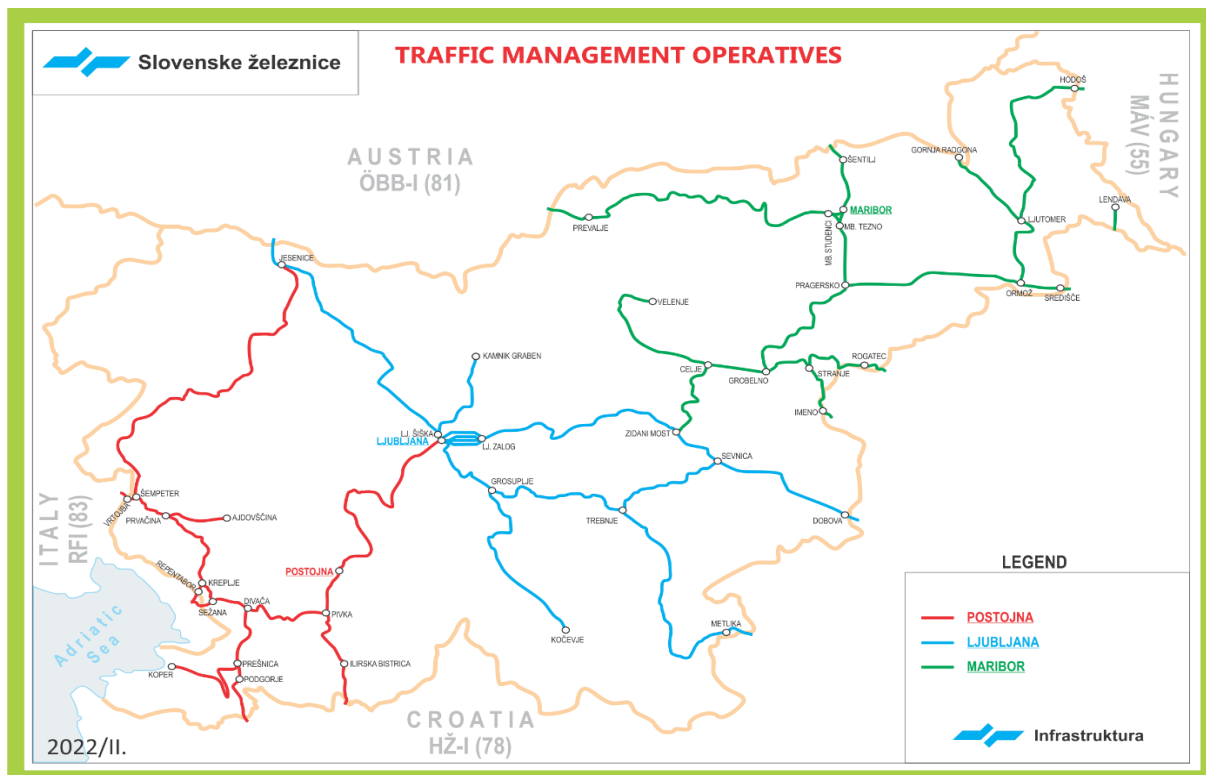 Slovenske železnice
TRAFFIC MANAGEMENT OPERATIVES
AUSTRIA
ÖBB-I (81)
HUNGARY
MÁV (55)
HODOŠ
GORNJA RADGONA
ŠENTILJ
LENDAVA
MARIBOR
MB. TEZNO
MB. STUDENCI
PREVALJE
LJUTOMER
JESENICE
PRAGERSKO
ORMOŽ
SREDIŠČE
VELENJE
KAMNIK GRABEN
CELJE
GROBELNO
STRANJE
ROGATEC
IMENO
LJ. ŠIŠKA
LJUBLJANA
LJ. ZALOG
ZIDANI MOST
SEVNICA
GROSUPLJE
TREBNJE
DOBOVA
ITALY
RFI (83)
ŠEMPETER
VRTOJBA
PRVAČINA
AJDOVŠČINA
REPENTABOR
KREPLJE
SEŽANA
DIVAČA
POSTOJNA
PIVKA
KOČEVJE
METLIKA
Adriatic
Sea
KOPER
PREŠNICA
PODGORJE
ILIRSKA BISTRICA
CROATIA
HŽ-I (78)
LEGEND
POSTOJNA
LJUBLJANA
MARIBOR
Infrastruktura
2022/II.